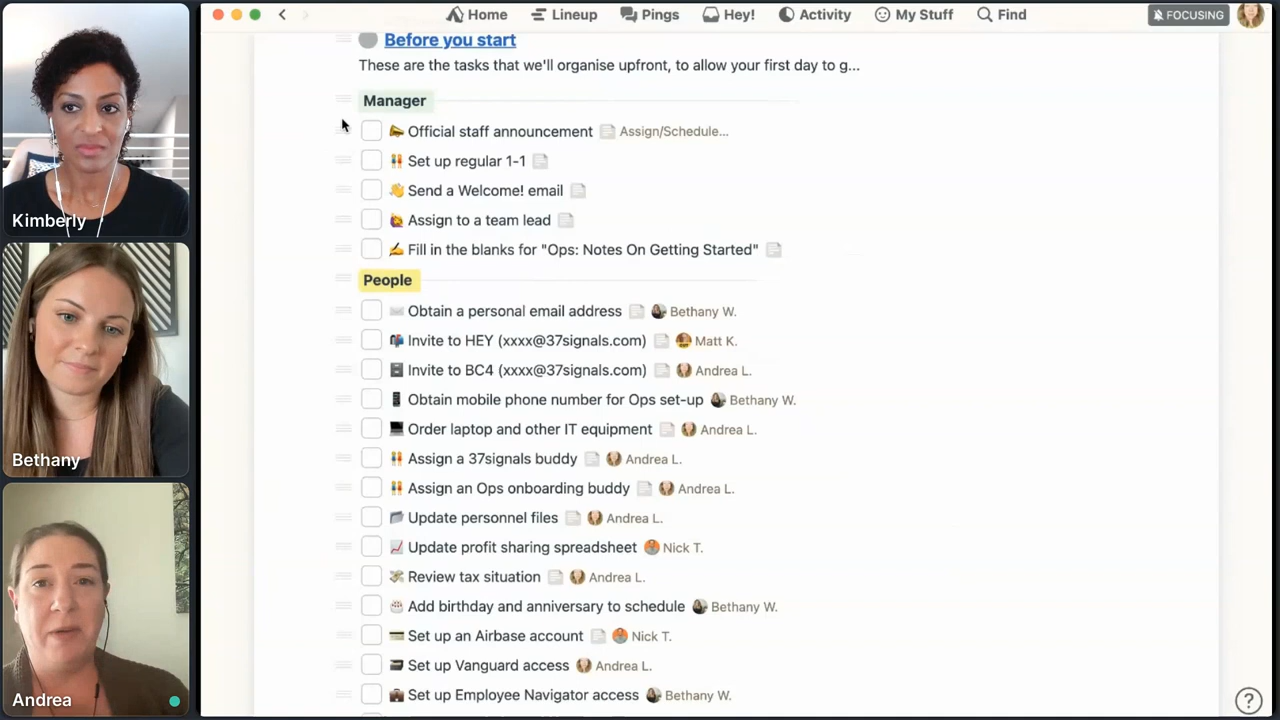 Home Lineup Pings Hey! Activity My Stuff Find FOCUSING
Before you start
These are the tasks that we'll organise upfront, to allow your first day to g...
Manager
Official staff announcement Assign/Schedule...
Set up regular 1-1
Send a Welcome! email
Assign to a team lead
Fill in the blanks for "Ops: Notes On Getting Started"
People
Obtain a personal email address Bethany W.
Invite to HEY (xxxx@37signals.com) Matt K.
Invite to BC4 (xxxx@37signals.com) Andrea L.
Obtain mobile phone number for Ops set-up Bethany W.
Order laptop and other IT equipment Andrea L.
Assign a 37signals buddy Andrea L.
Assign an Ops onboarding buddy Andrea L.
Update personnel files Andrea L.
Update profit sharing spreadsheet Nick T.
Review tax situation Andrea L.
Add birthday and anniversary to schedule Bethany W.
Set up an Airbase account Nick T.
Set up Vanguard access Andrea L.
Set up Employee Navigator access Bethany W.
?
Kimberly
Bethany
Andrea